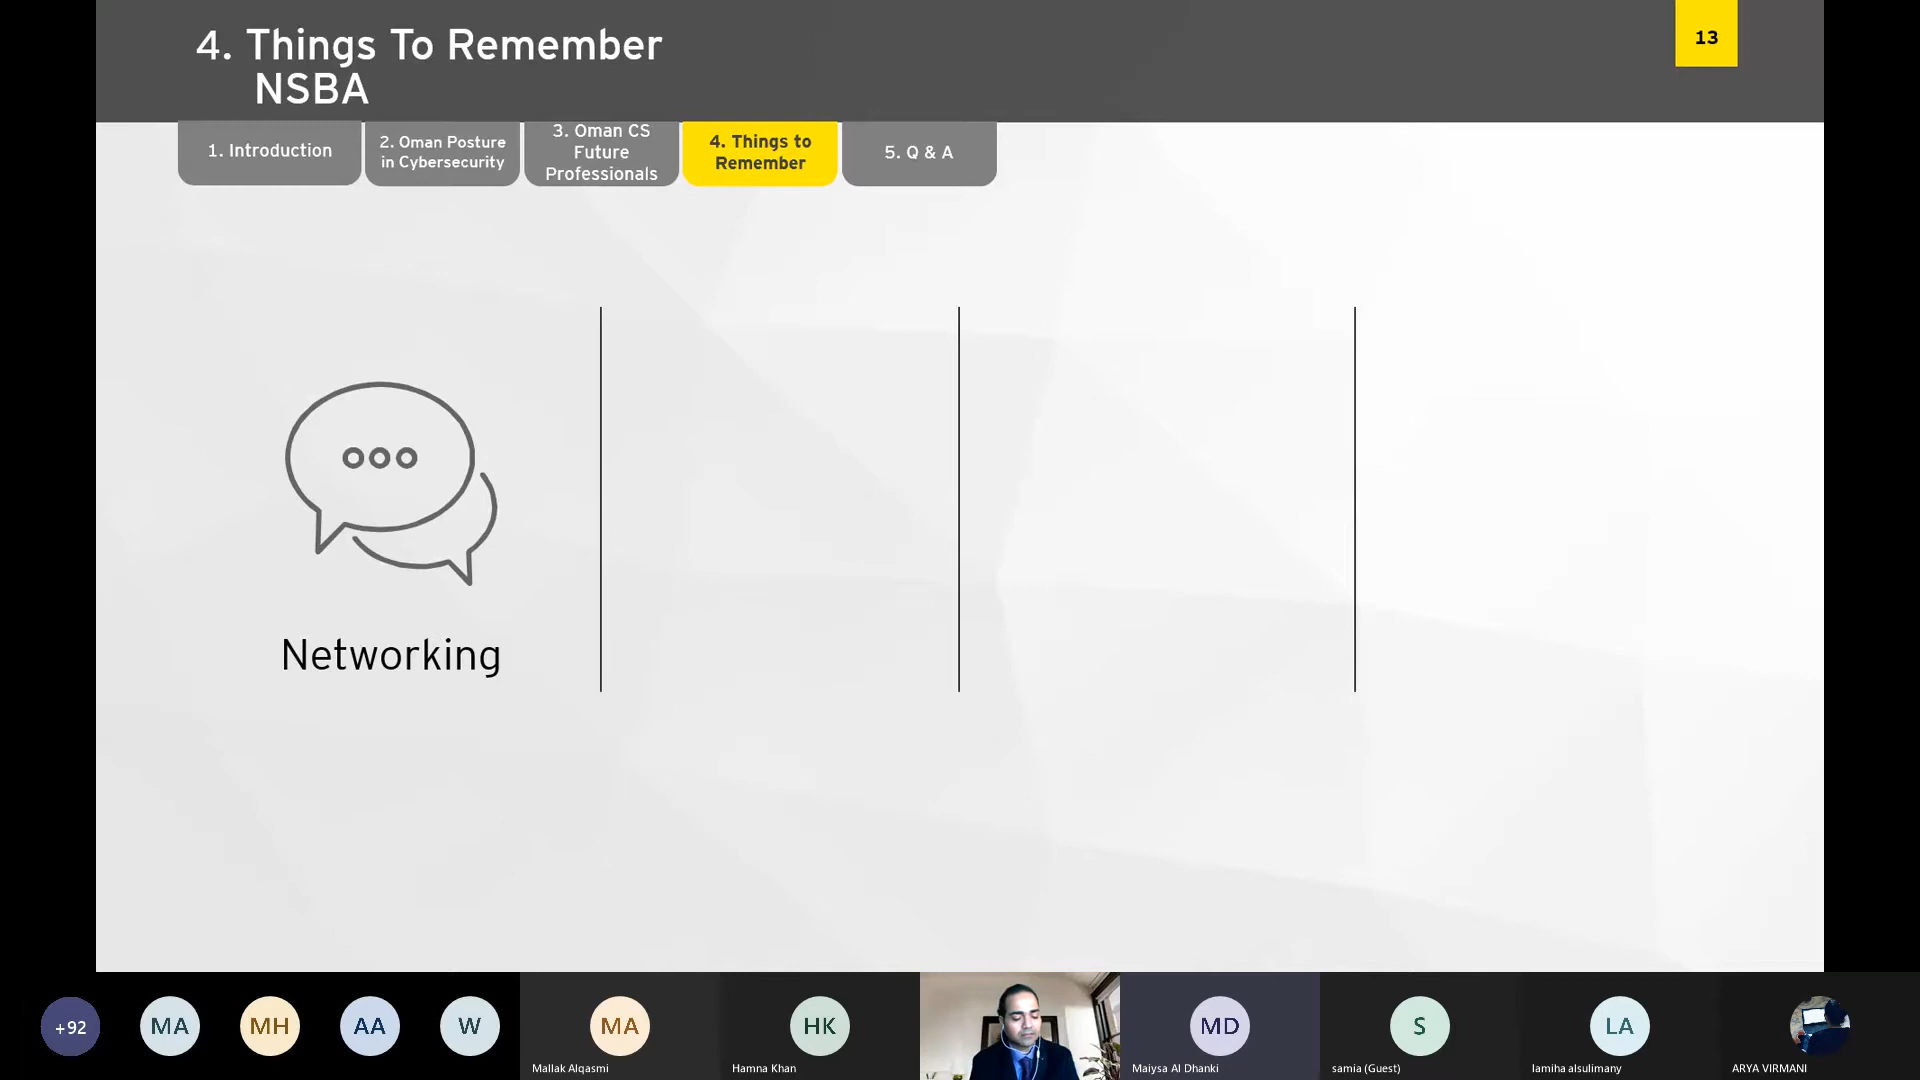 4. Things To Remember
NSBA
13
1. Introduction
2. Oman Posture
in Cybersecurity
3. Oman CS
Future
Professionals
4. Things to
Remember
5. Q & A
Networking
+92
MA
MH
AA
W
MA
Mallak Alqasmi
HK
Hamna Khan
MD
Maiysa Al Dhanki
S
samia (Guest)
LA
lamiha alsulimany
ARYA VIRMANI